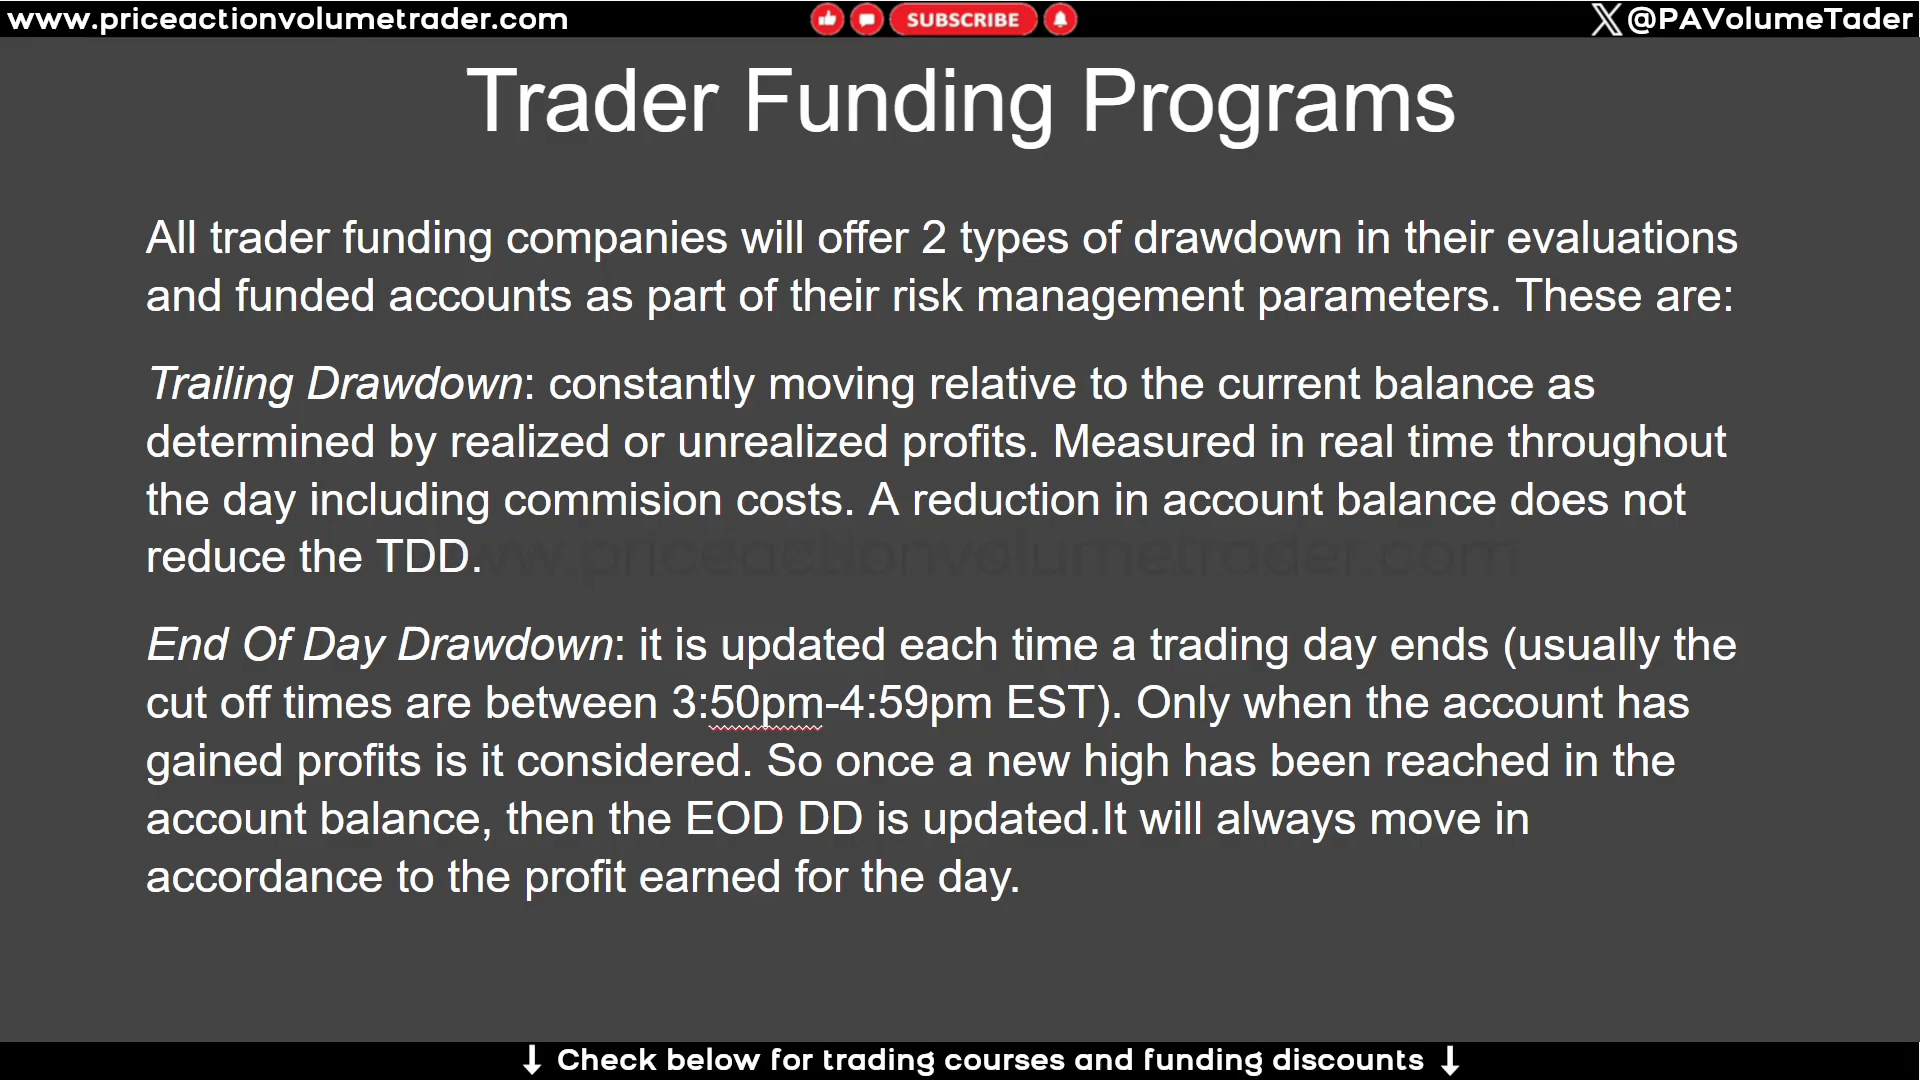 www.priceactionvolumetrader.com
SUBSCRIBE
@PAVolumeTader
Trader Funding Programs
All trader funding companies will offer 2 types of drawdown in their evaluations
and funded accounts as part of their risk management parameters. These are:
Trailing Drawdown: constantly moving relative to the current balance as
determined by realized or unrealized profits. Measured in real time throughout
the day including commision costs. A reduction in account balance does not
reduce the TDD.
www.priceactionvolumetrader.com
End Of Day Drawdown: it is updated each time a trading day ends (usually the
cut off times are between 3:50pm-4:59pm EST). Only when the account has
gained profits is it considered. So once a new high has been reached in the
account balance, then the EOD DD is updated.It will always move in
accordance to the profit earned for the day.
↓ Check below for trading courses and funding discounts ↓